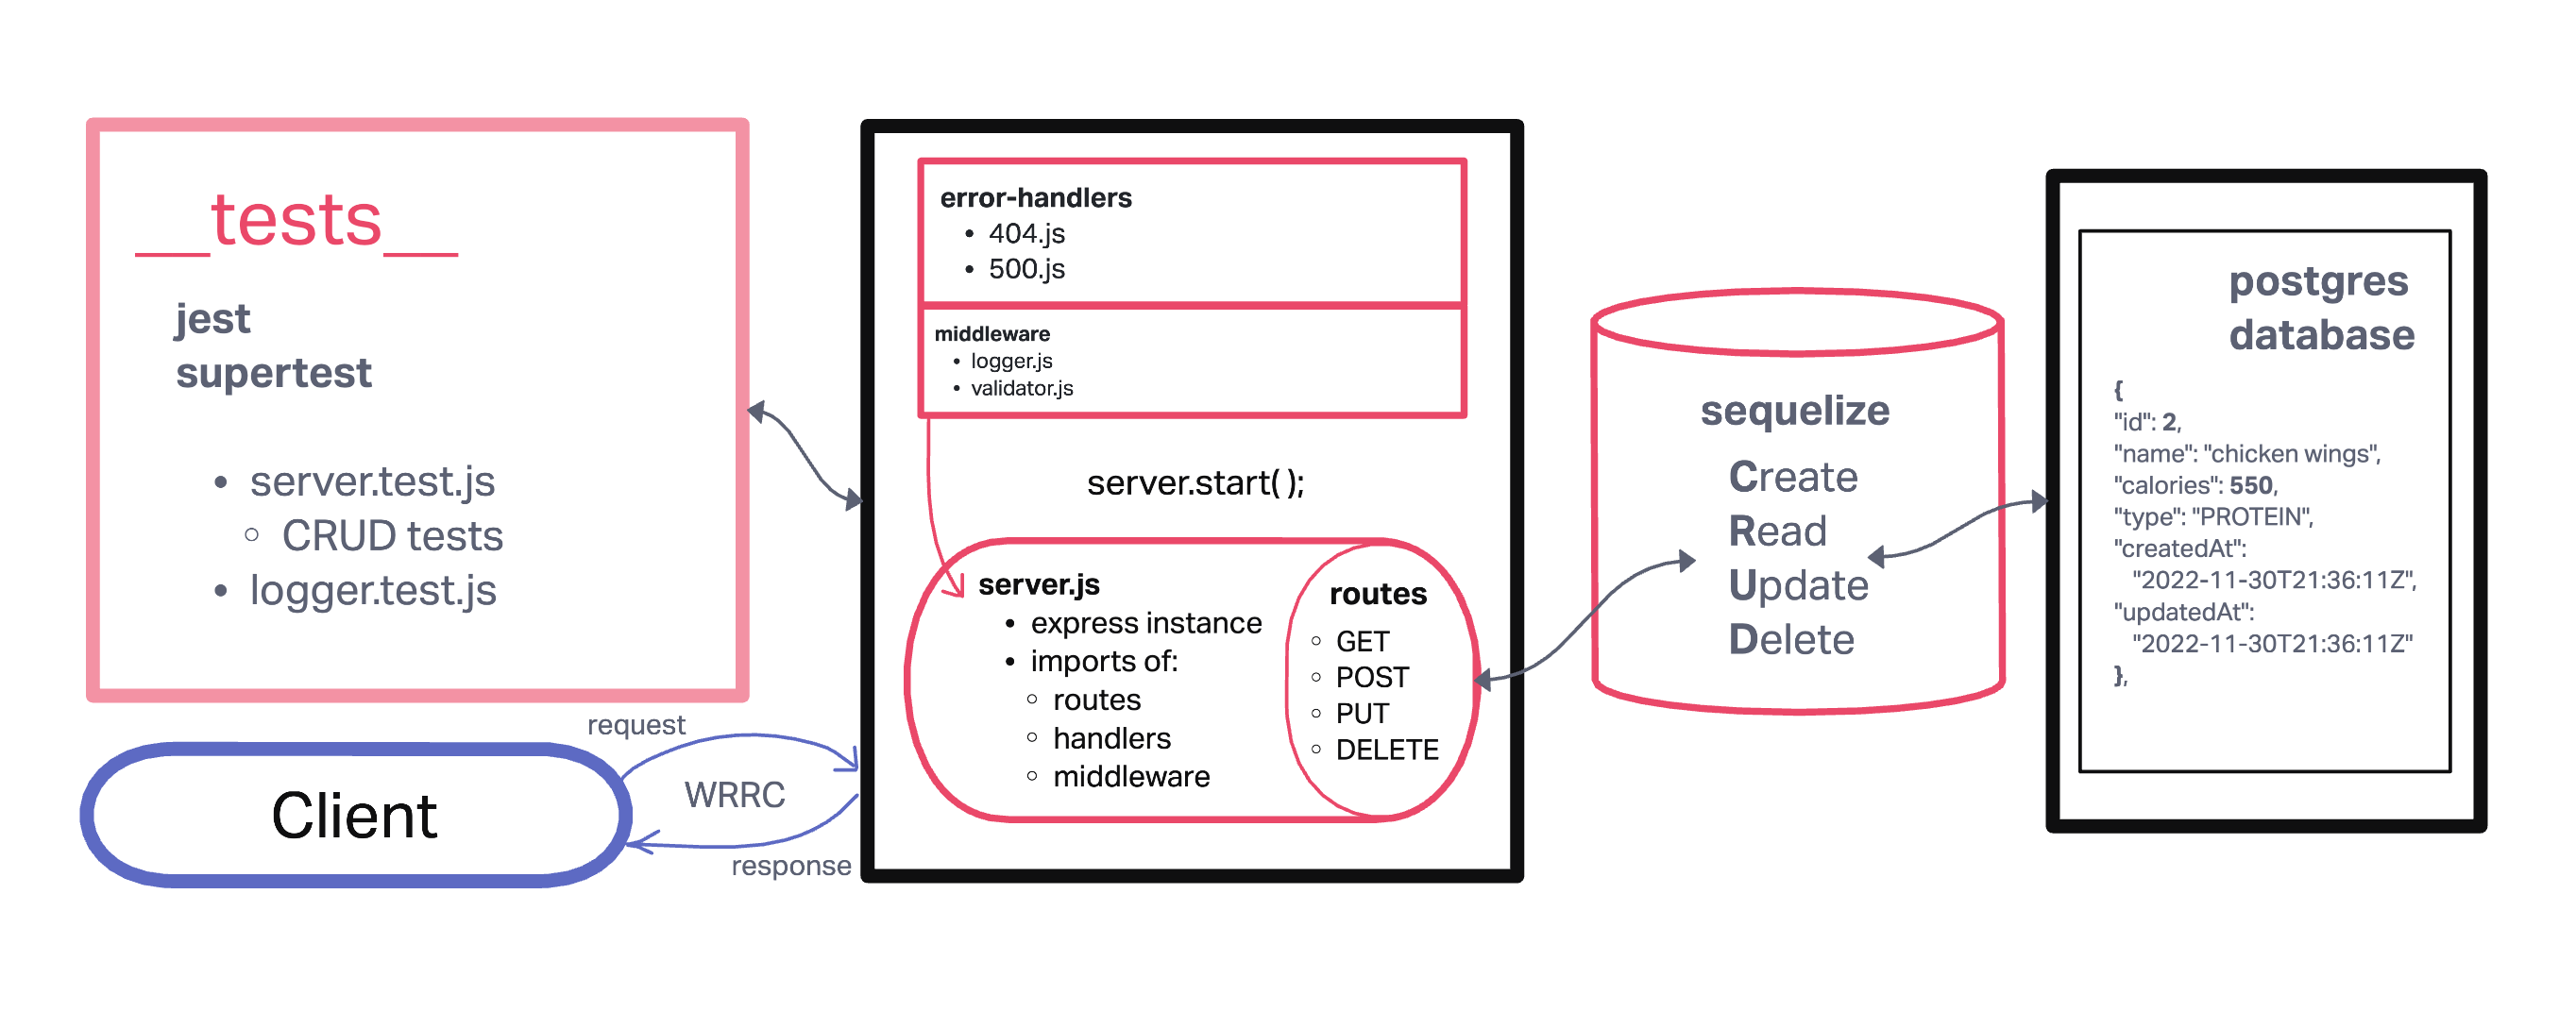 __tests__
jest
supertest
• server.test.js
◦ CRUD tests
• logger.test.js
Client
request
WRRC
response
error-handlers
• 404.js
• 500.js
middleware
• logger.js
• validator.js
server.start( );
server.js
• express instance
• imports of:
◦ routes
◦ handlers
◦ middleware
routes
◦ GET
◦ POST
◦ PUT
◦ DELETE
sequelize
Create
Read
Update
Delete
postgres
database
{
"id": 2,
"name": "chicken wings",
"calories": 550,
"type": "PROTEIN",
"createdAt":
"2022-11-30T21:36:11Z",
"updatedAt":
"2022-11-30T21:36:11Z"
},